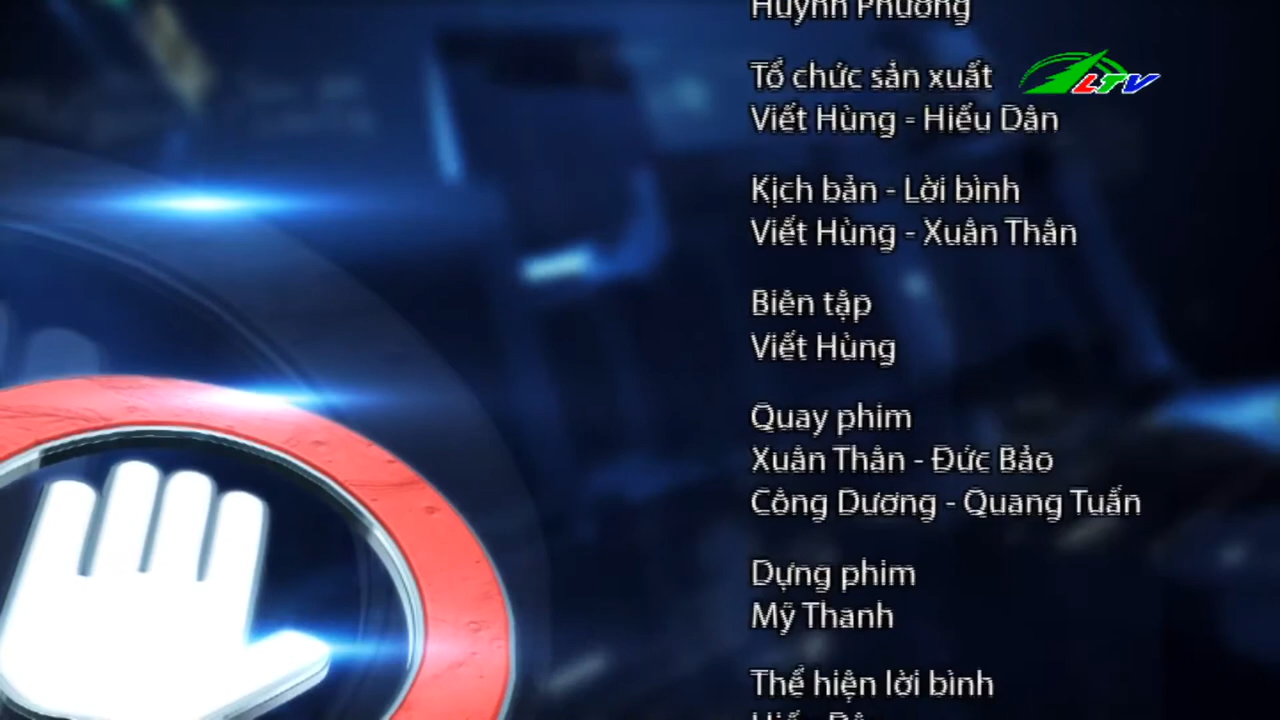 Huỳnh Phương
Tổ chức sản xuất
LTV
Viết Hùng - Hiếu Dân
Kịch bản - Lời bình
Viết Hùng - Xuân Thân
Biên tập
Viết Hùng
Quay phim
Xuân Thân - Đức Bảo
Công Dương - Quang Tuấn
Dựng phim
Mỹ Thanh
Thể hiện lời bình